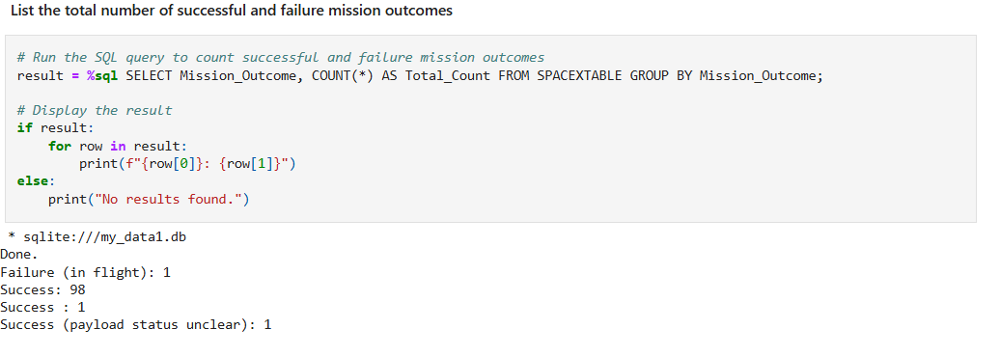 List the total number of successful and failure mission outcomes
# Run the SQL query to count successful and failure mission outcomes
result = %sql SELECT Mission_Outcome, COUNT(*) AS Total_Count FROM SPACEXTABLE GROUP BY Mission_Outcome;
# Display the result
if result:
    for row in result:
        print(f"{row[0]}: {row[1]}")
else:
    print("No results found.")
 * sqlite:///my_data1.db
Done.
Failure (in flight): 1
Success: 98
Success : 1
Success (payload status unclear): 1